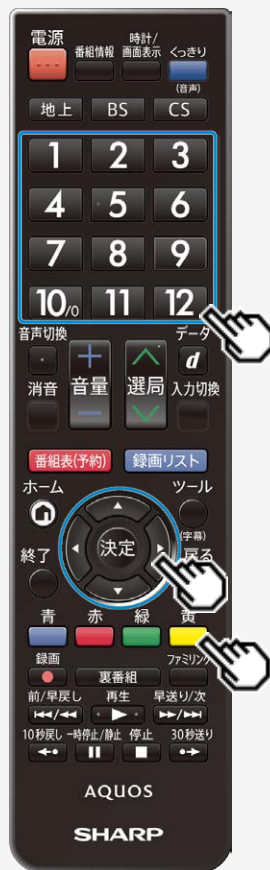 電源 番組情報 時計/画面表示 くっきり
(音声)
地上 BS CS
1 2 3
4 5 6
7 8 9
10/0 11 12
音声切換 データ
音量 選局 d
消音 入力切換
番組表(予約) 録画リスト
ホーム ツール
(字幕)
終了 決定 戻る
青 赤 緑 黄
録画 裏番組 ファミリンク
前/早戻し 再生 早送り/次
10秒戻し 一時停止/静止 停止 30秒送り
AQUOS
SHARP